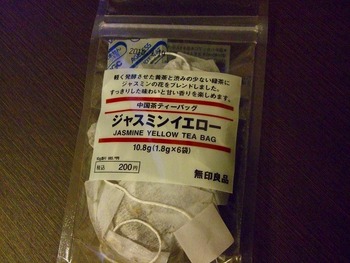 軽く発酵させた黄茶と渋みの少ない緑茶に
ジャスミンの花をブレンドしました。
すっきりした味わいと甘い香りを楽しめます。
中国茶ティーバッグ
ジャスミンイエロー
JASMINE YELLOW TEA BAG
10.8g(1.8g×6袋)
税込 200円
無印良品